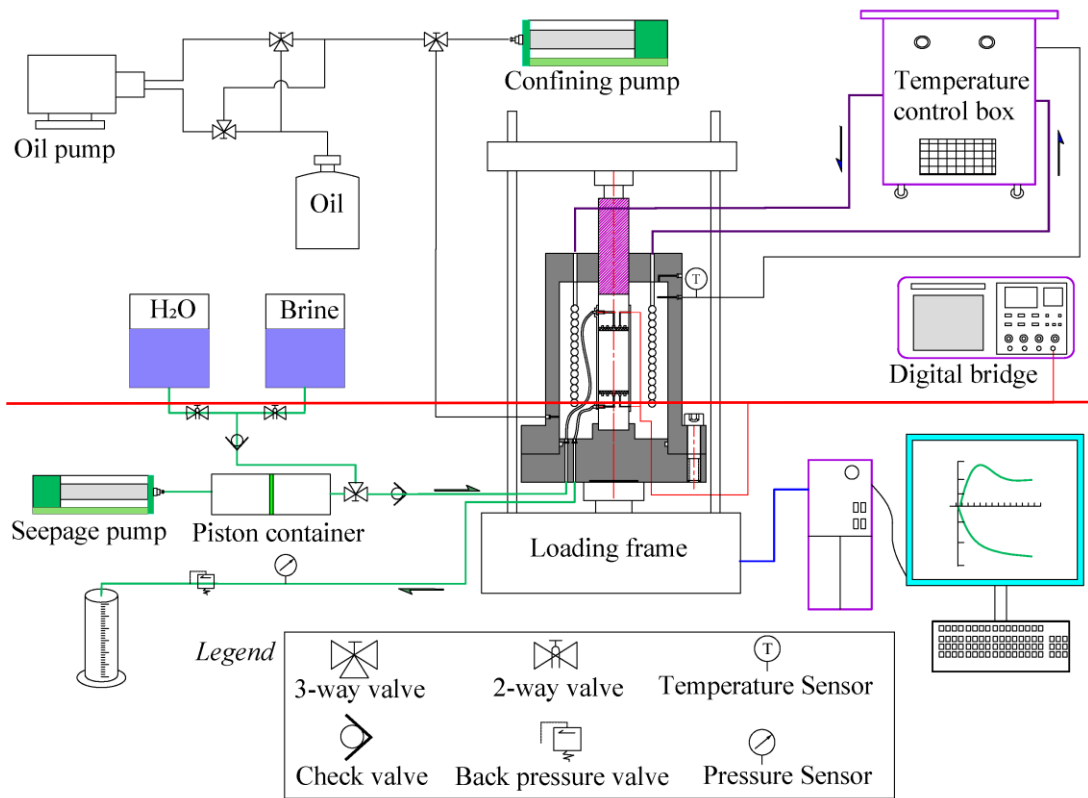 Confining pump
Temperature
control box
Oil pump
Oil
T
H₂O
Brine
Digital bridge
Seepage pump
Piston container
Loading frame
Legend
3-way valve
2-way valve
T
Temperature Sensor
Check valve
Back pressure valve
Pressure Sensor